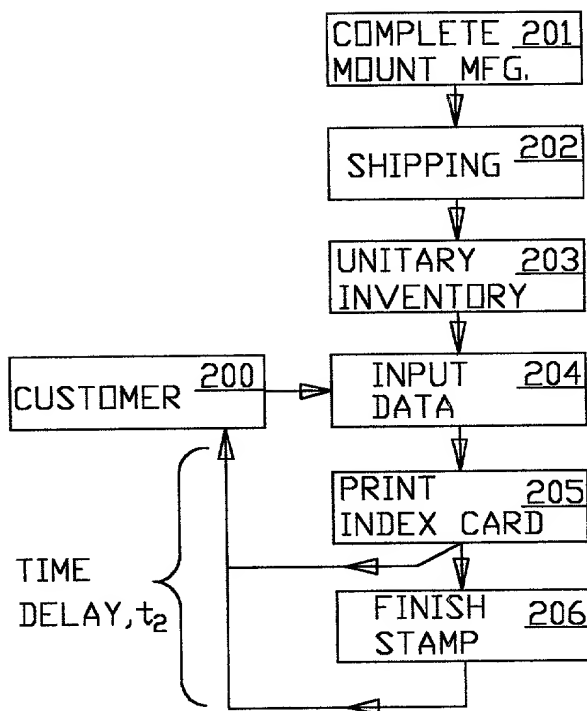 COMPLETE 201
MOUNT MFG.
SHIPPING 202
UNITARY 203
INVENTORY
CUSTOMER 200
INPUT 204
DATA
PRINT 205
INDEX CARD
TIME
DELAY, t₂
FINISH 206
STAMP